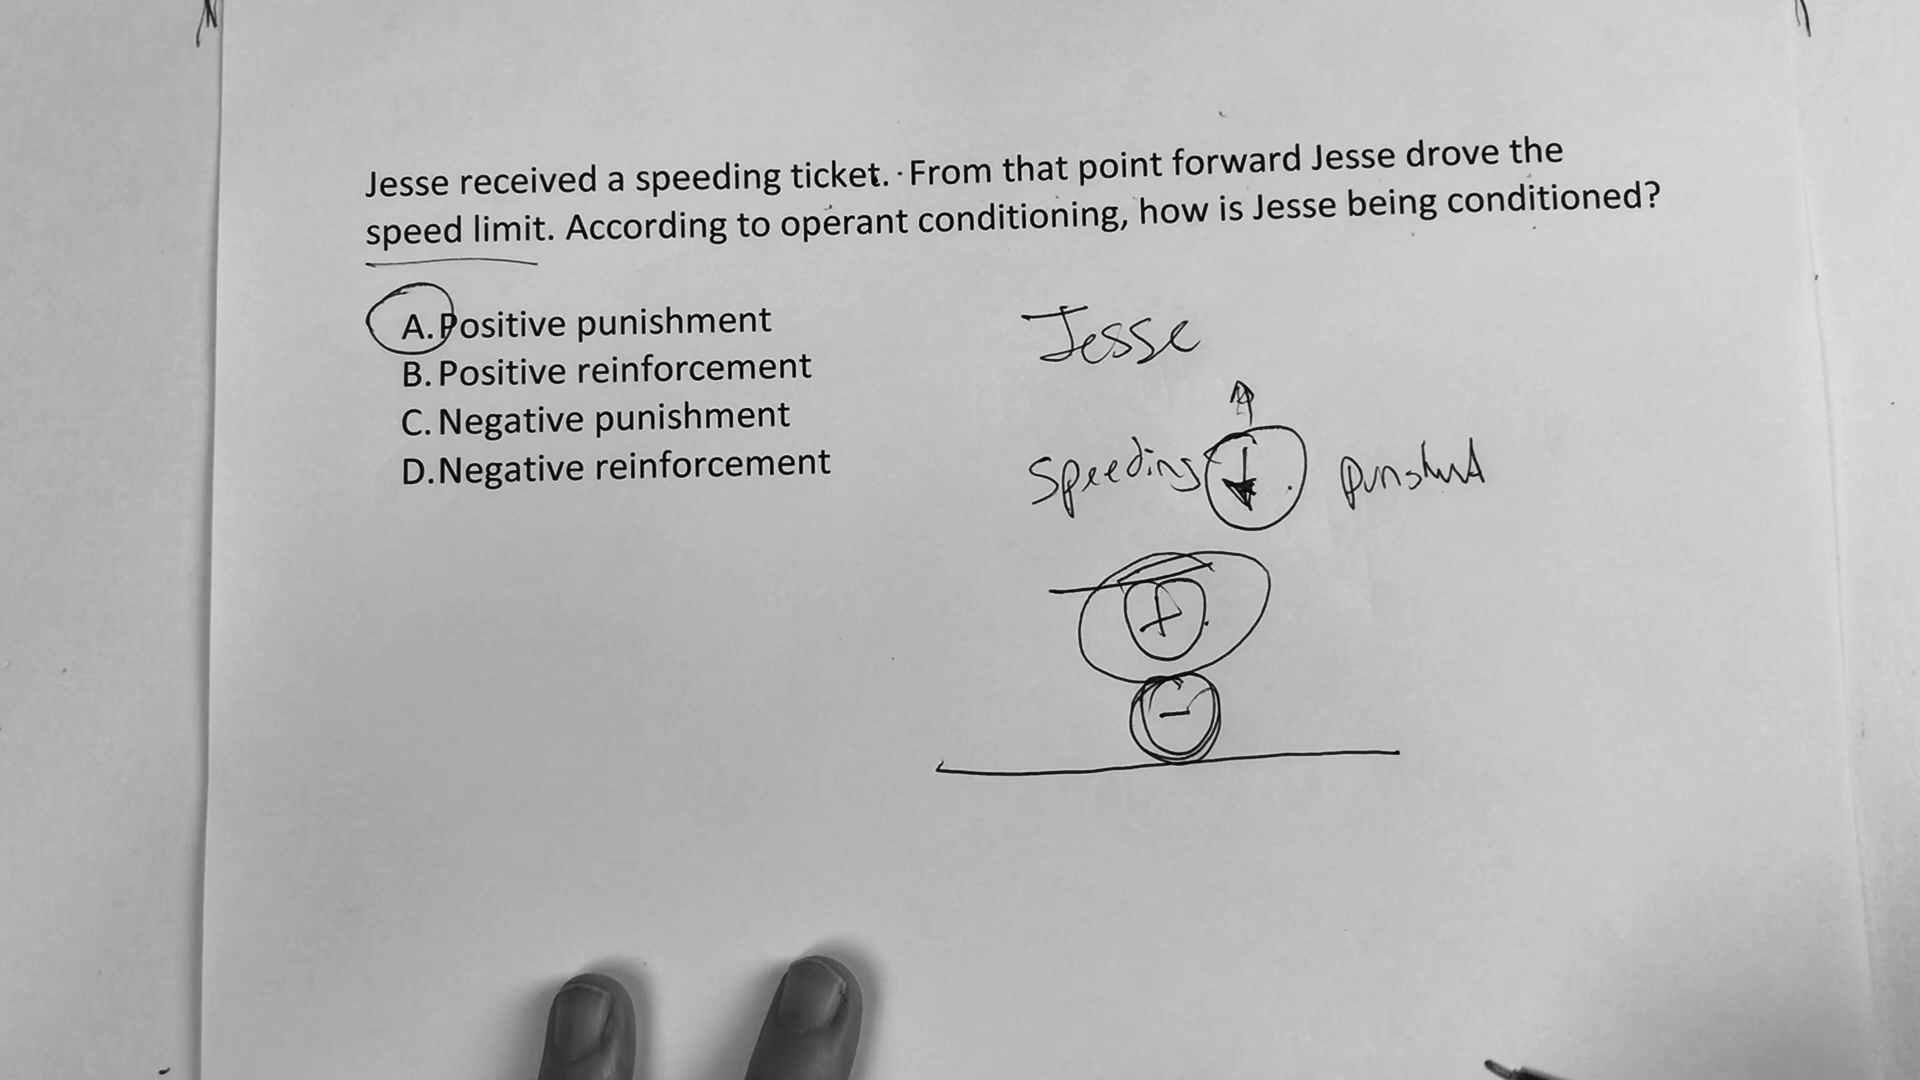 Jesse received a speeding ticket. From that point forward Jesse drove the
speed limit. According to operant conditioning, how is Jesse being conditioned?
A. Positive punishment
B. Positive reinforcement
C. Negative punishment
D. Negative reinforcement
Jesse
Speeding ↓
+
-